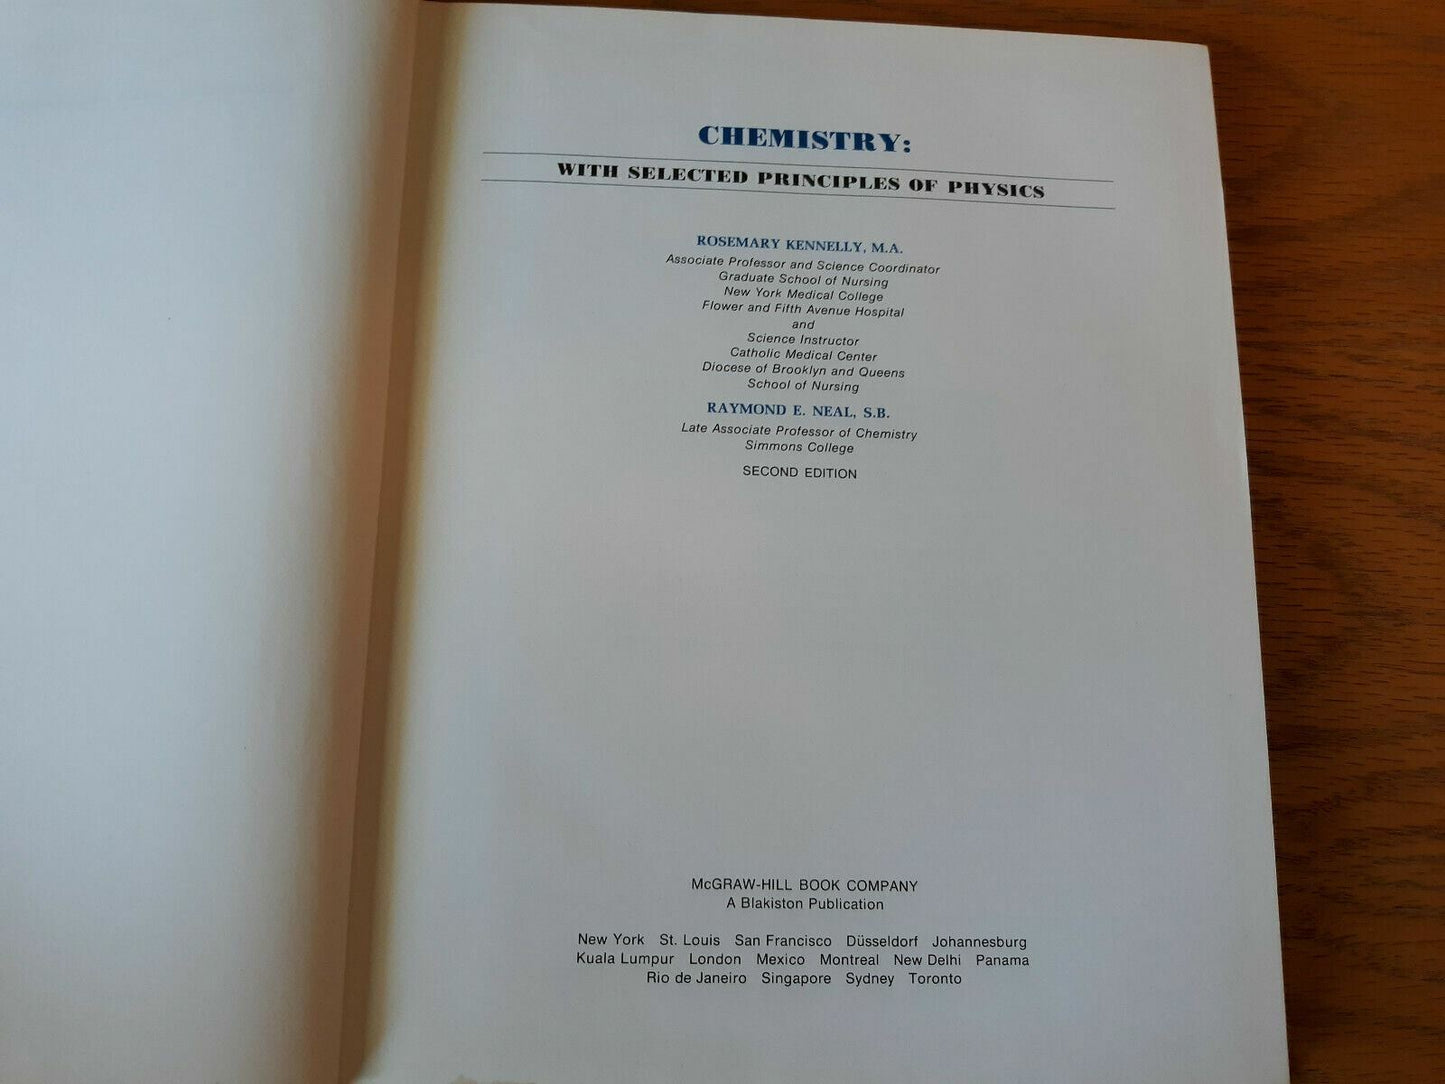 CHEMISTRY:
WITH SELECTED PRINCIPLES OF PHYSICS
ROSEMARY KENNELLY, M.A.
Associate Professor and Science Coordinator
Graduate School of Nursing
New York Medical College
Flower and Fifth Avenue Hospital
and
Science Instructor
Catholic Medical Center
Diocese of Brooklyn and Queens
School of Nursing
RAYMOND E. NEAL, S.B.
Late Associate Professor of Chemistry
Simmons College
SECOND EDITION
McGRAW-HILL BOOK COMPANY
A Blakiston Publication
New York St. Louis San Francisco Düsseldorf Johannesburg
Kuala Lumpur London Mexico Montreal New Delhi Panama
Rio de Janeiro Singapore Sydney Toronto